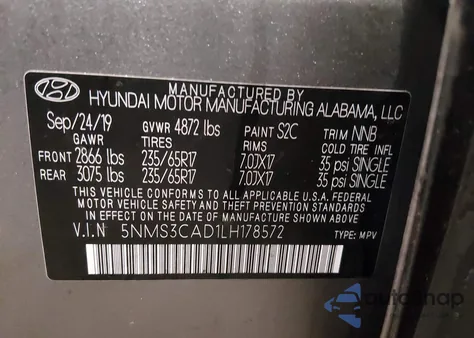 MANUFACTURED BY
HYUNDAI MOTOR MANUFACTURING ALABAMA, LLC
Sep/24/19 GVWR 4872 lbs PAINT S2C TRIM NNB
GAWR TIRES RIMS COLD TIRE INFL
FRONT 2866 lbs 235/65R17 7.0JX17 35 psi SINGLE
REAR 3075 lbs 235/65R17 7.0JX17 35 psi SINGLE
THIS VEHICLE CONFORMS TO ALL APPLICABLE U.S.A. FEDERAL
MOTOR VEHICLE SAFETY AND THEFT PREVENTION STANDARDS IN
EFFECT ON THE DATE OF MANUFACTURE SHOWN ABOVE.
V.I.N 5NMS3CAD1LH178572 TYPE: MPV
autosnap